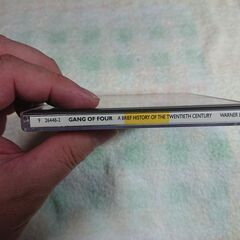 9 26448-2 GANG OF FOUR A BRIEF HISTORY OF THE TWENTIETH CENTURY WARNER